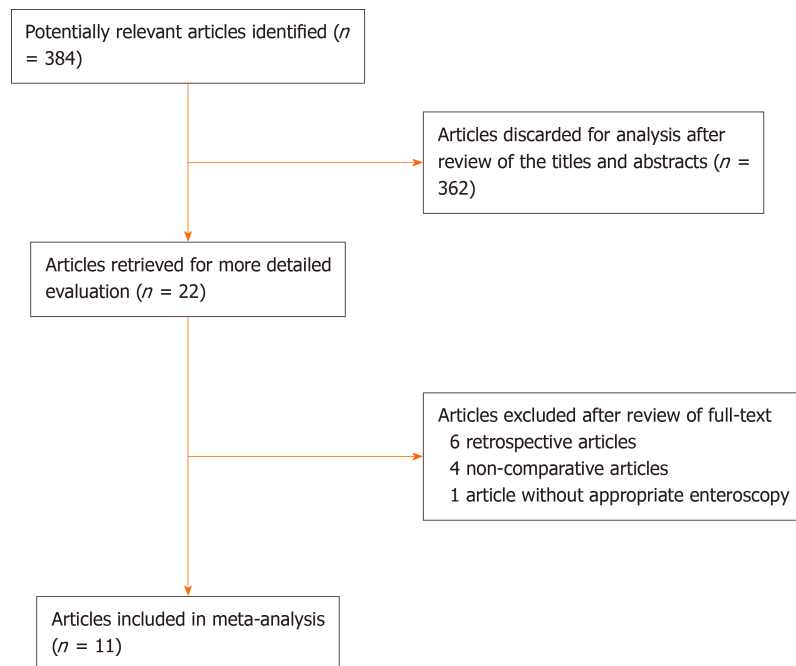 Potentially relevant articles identified (n
= 384)
Articles discarded for analysis after
review of the titles and abstracts (n =
362)
Articles retrieved for more detailed
evaluation (n = 22)
Articles excluded after review of full-text
6 retrospective articles
4 non-comparative articles
1 article without appropriate enteroscopy
Articles included in meta-analysis
(n = 11)